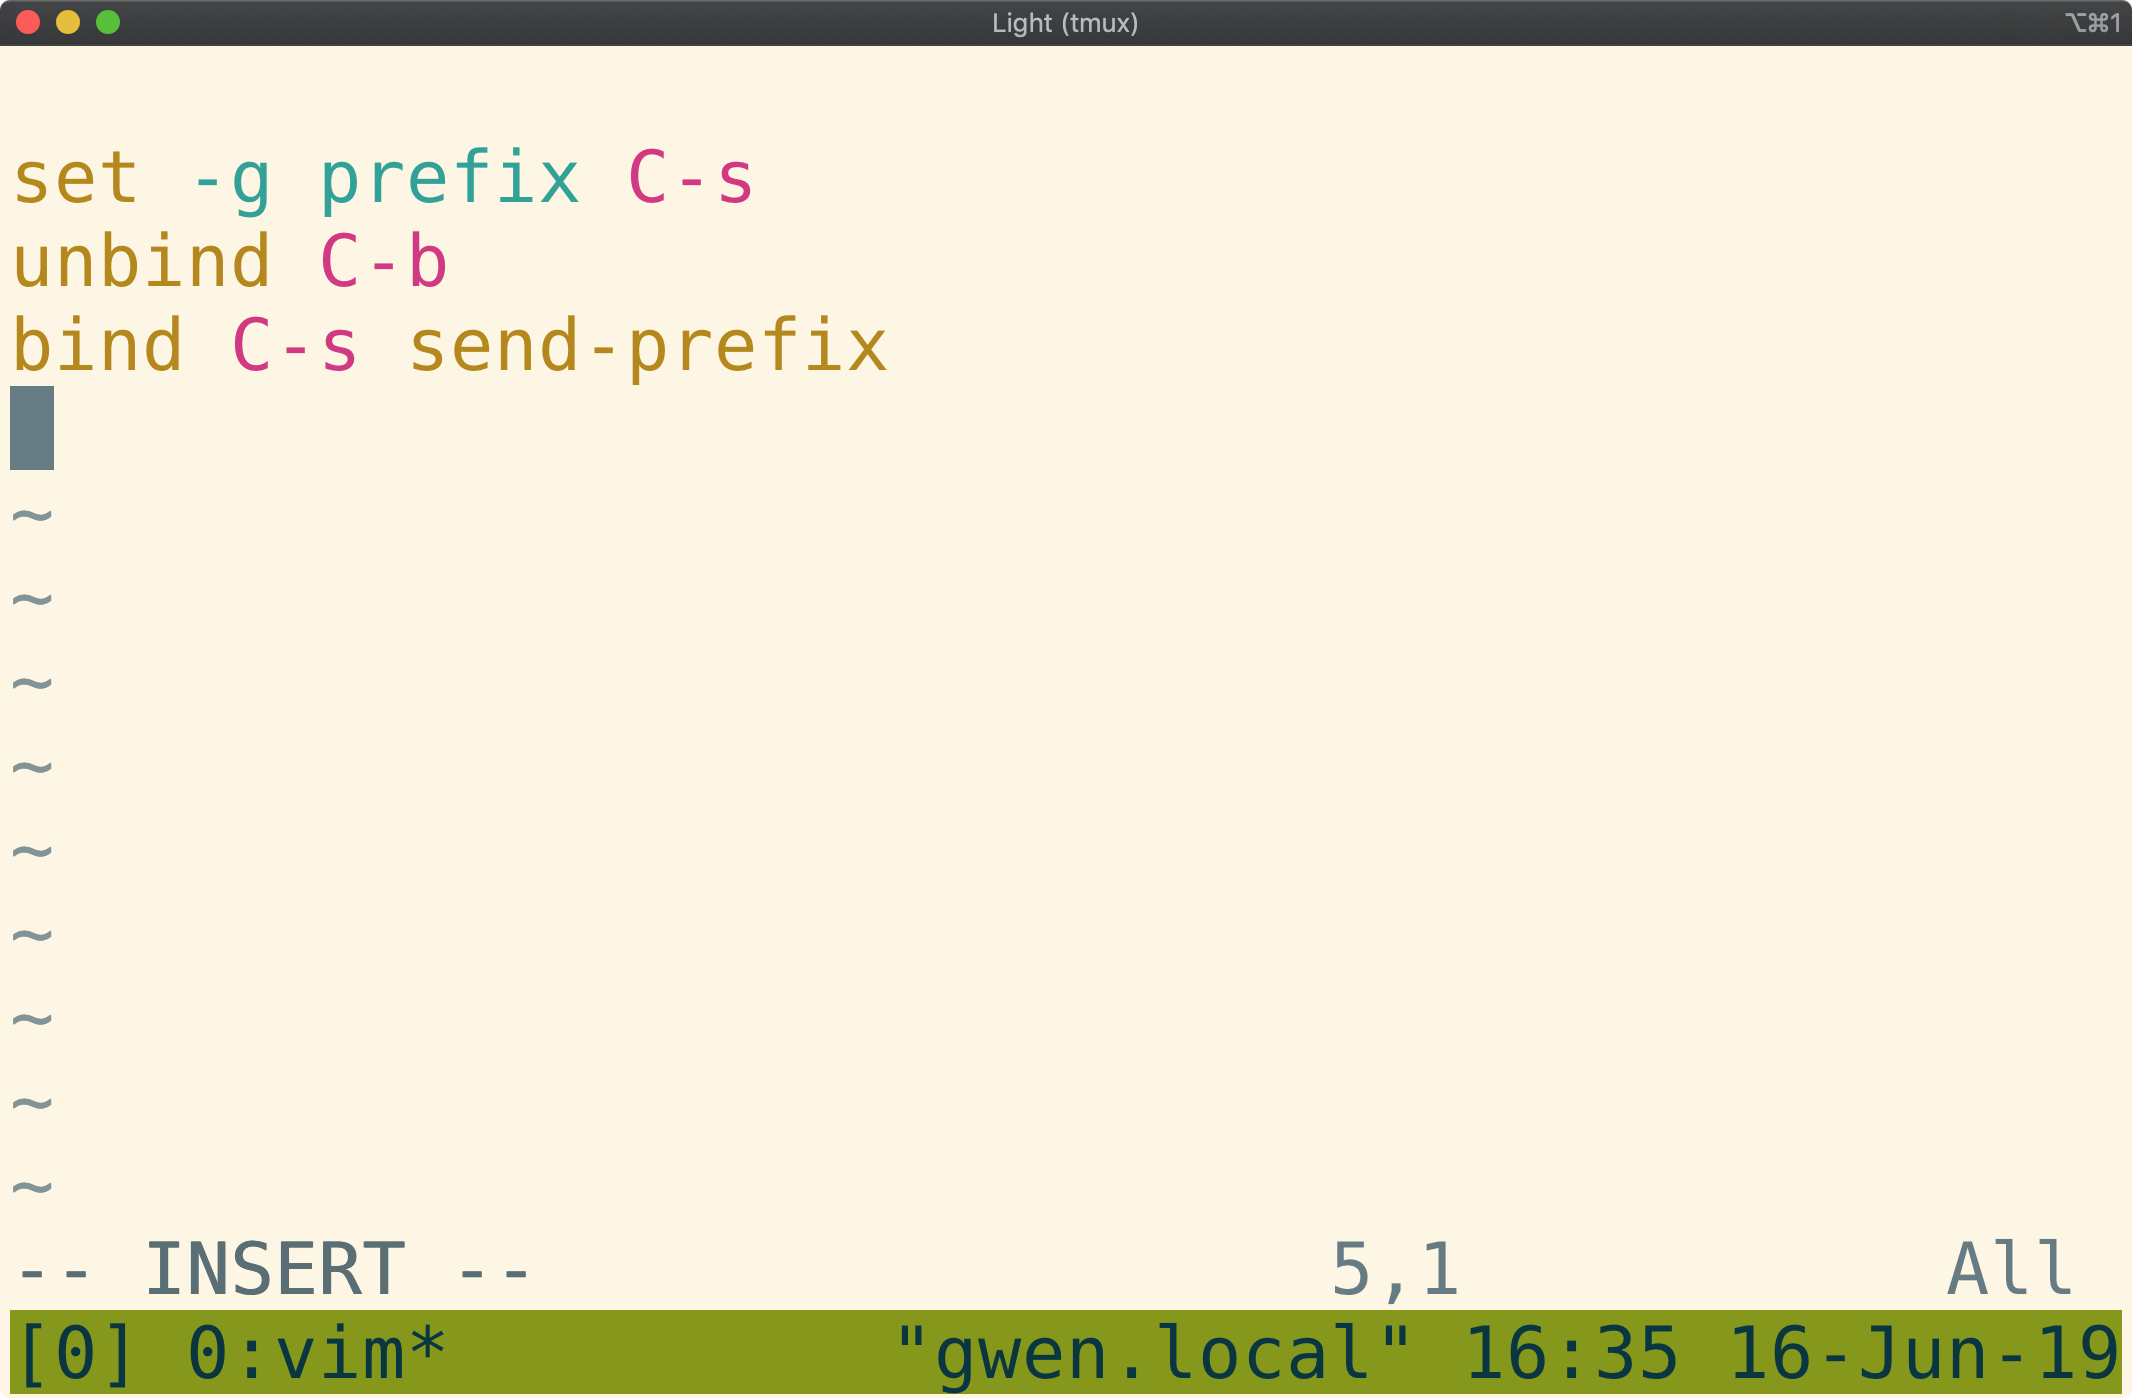 Light (tmux) ⌥⌘1
set -g prefix C-s
unbind C-b
bind C-s send-prefix
~
~
~
~
~
~
~
~
~
-- INSERT -- 5,1 All
[0] 0:vim* "gwen.local" 16:35 16-Jun-19